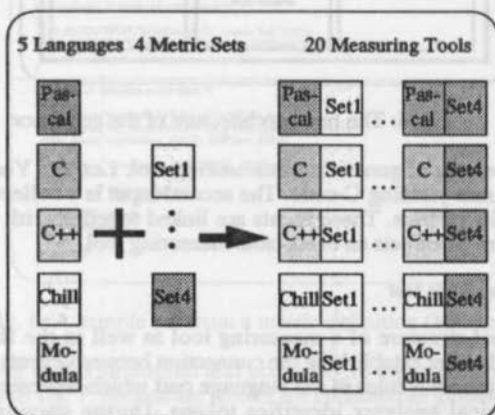 5 Languages 4 Metric Sets 20 Measuring Tools
Pas-
cal
Pas-
cal
Set1
...
Pas-
cal
Set4
C
Set1
C
Set1
...
C
Set4
C++
+
:
C++
Set1
...
C++
Set4
Chill
Set4
Chill
Set1
...
Chill
Set4
Mo-
dula
Mo-
dula
Set1
...
Mo-
dula
Set4